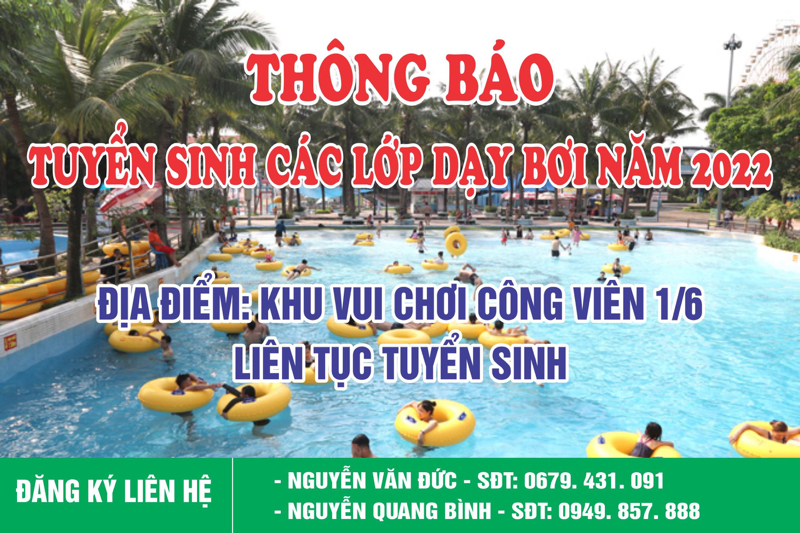 THÔNG BÁO
TUYỂN SINH CÁC LỚP DẠY BƠI NĂM 2022
ĐỊA ĐIỂM: KHU VUI CHƠI CÔNG VIÊN 1/6
LIÊN TỤC TUYỂN SINH
ĐĂNG KÝ LIÊN HỆ
- NGUYỄN VĂN ĐỨC - SĐT: 0679. 431. 091
- NGUYỄN QUANG BÌNH - SĐT: 0949. 857. 888